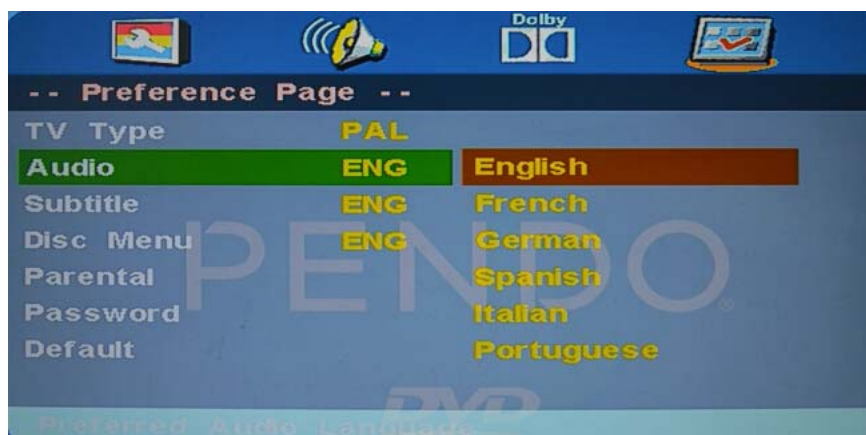 Dolby
-- Preference Page --
TV Type PAL
Audio ENG English
Subtitle ENG French
Disc Menu ENG German
Parental Spanish
Password Italian
Default Portuguese
PENDO
DVD
Preferred Audio Language